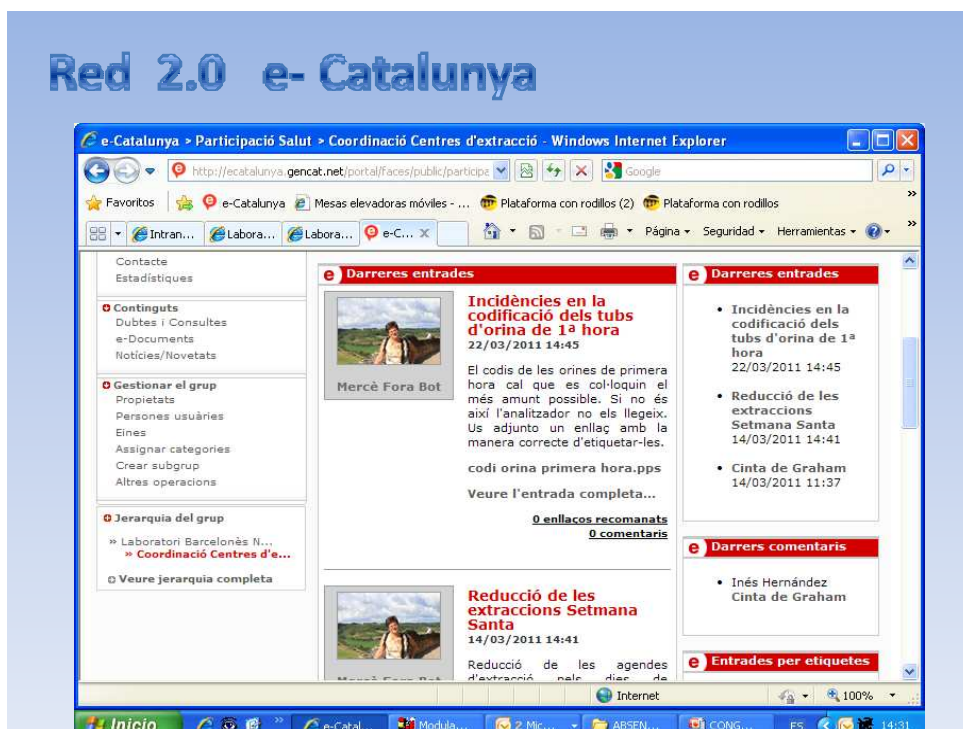 Red 2.0 e- Catalunya
e-Catalunya > Participació Salut > Coordinació Centres d'extracció - Windows Internet Explorer
http://ecatalunya.gencat.net/portal/faces/public/participa
Google
Favoritos e-Catalunya Mesas elevadoras móviles - ... Plataforma con rodillos (2) Plataforma con rodillos
Intran... Labora... Labora... e-C... X Página Seguridad Herramientas
Contacte
Estadístiques
Continguts
Dubtes i Consultes
e-Documents
Notícies/Novetats
Gestionar el grup
Propietats
Persones usuàries
Eines
Assignar categories
Crear subgrup
Altres operacions
Jerarquia del grup
» Laboratori Barcelonès N...
» Coordinació Centres d'e...
Veure jerarquia completa
e Darreres entrades
Mercè Fora Bot
Incidències en la
codificació dels tubs
d'orina de 1ª hora
22/03/2011 14:45
El codis de les orines de primera
hora cal que es col·loquin el
més amunt possible. Si no és
així l'analitzador no els llegeix.
Us adjunto un enllaç amb la
manera correcte d'etiquetar-les.
codi orina primera hora.pps
Veure l'entrada completa...
0 enllaços recomanats
0 comentaris
Reducció de les
extraccions Setmana
Santa
14/03/2011 14:41
Reducció de les agendes
d'extracció pels dies de
Mercè Fora Bot
e Darreres entrades
• Incidències en la
codificació dels
tubs d'orina de 1ª
hora
22/03/2011 14:45
• Reducció de les
extraccions
Setmana Santa
14/03/2011 14:41
• Cinta de Graham
14/03/2011 11:37
e Darrers comentaris
• Inés Hernández
Cinta de Graham
e Entrades per etiquetes
Internet 100%
Inicio e-Catal... Modula... 2 Mic... ABSEN... CONG... ES 14:31